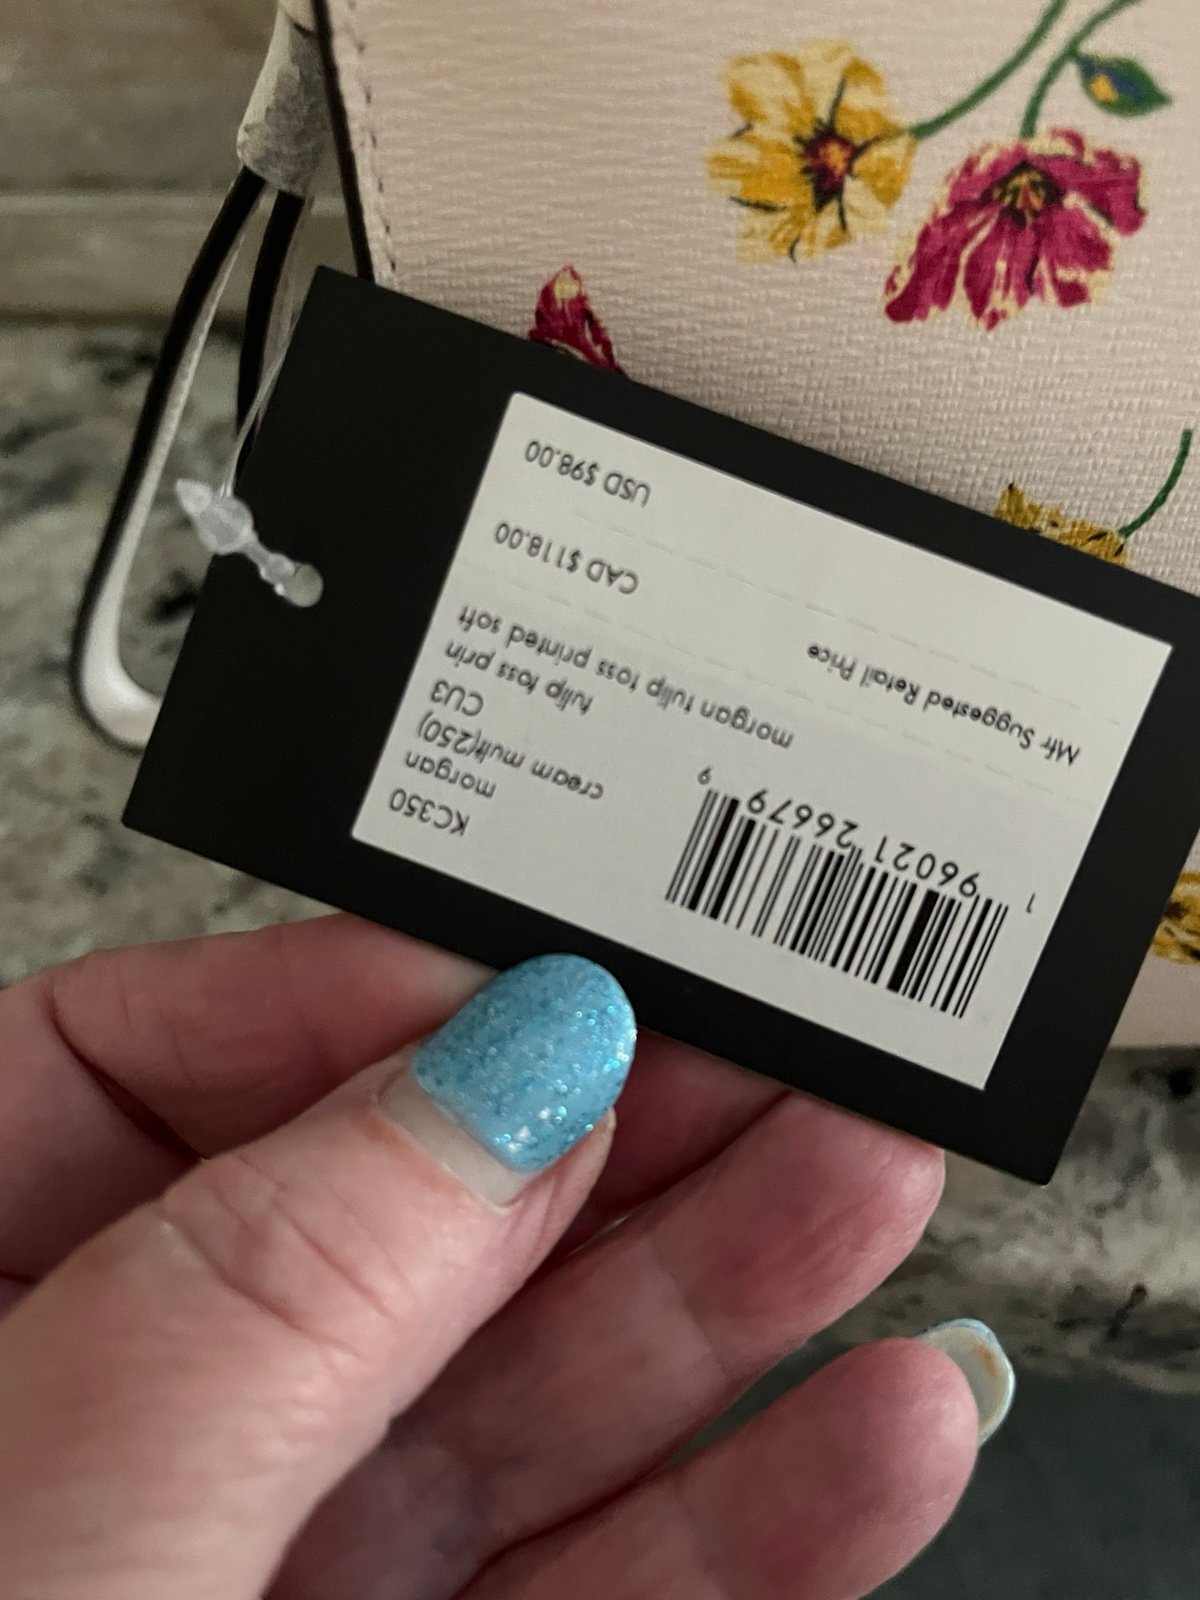 KC350
morgan
cream mult(250)
CU3
tulip toss prin
morgan tulip toss printed soft
1 96021 26679 9
Mfr Suggested Retail Price
CAD $118.00
USD $98.00